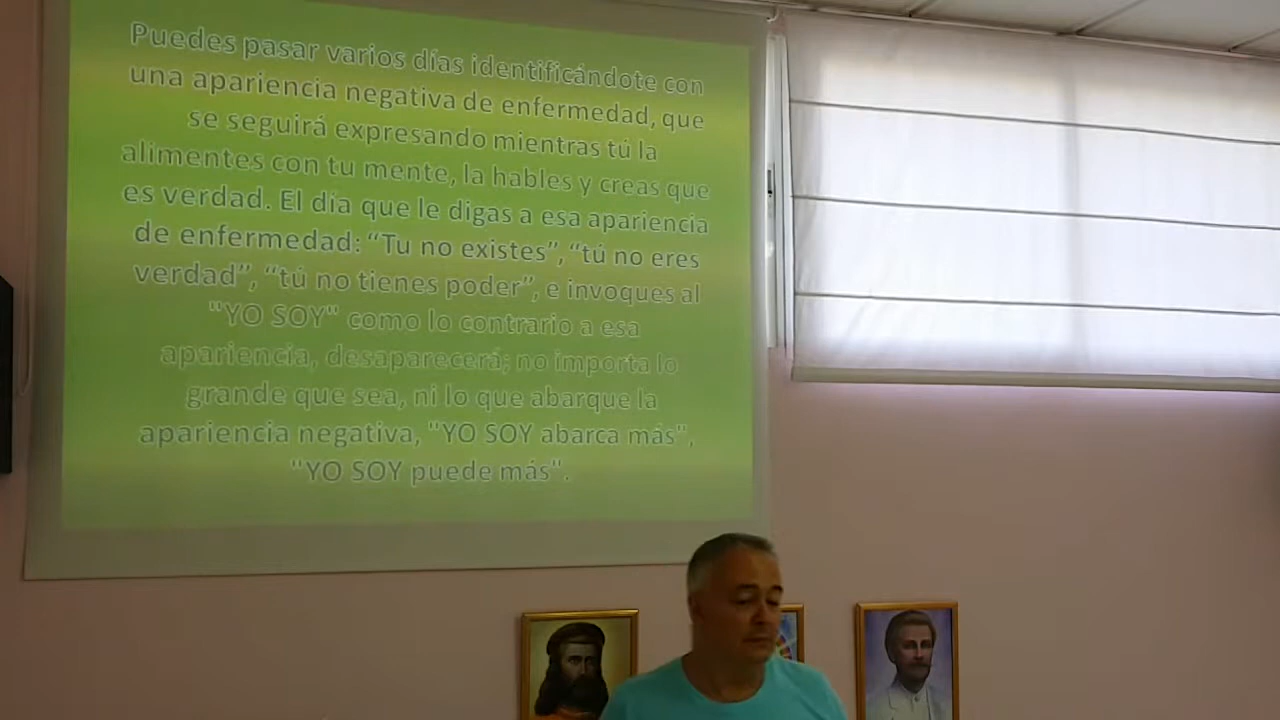 Puedes pasar varios días identificándote con
una apariencia negativa de enfermedad, que
se seguirá expresando mientras tú la
alimentes con tu mente, la hables y creas que
es verdad. El día que le digas a esa apariencia
de enfermedad: “Tu no existes”, “tú no eres
verdad”, “tú no tienes poder”, e invoques al
"YO SOY" como lo contrario a esa
apariencia, desaparecerá; no importa lo
grande que sea, ni lo que abarque la
apariencia negativa, "YO SOY abarca más",
"YO SOY puede más".